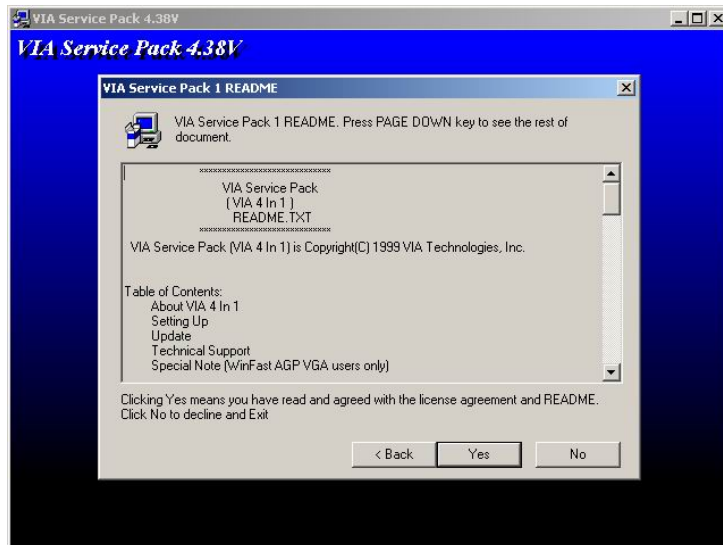 VIA Service Pack 4.38V
VIA Service Pack 4.38V
VIA Service Pack 1 README
VIA Service Pack 1 README. Press PAGE DOWN key to see the rest of
document.
xxxxxxxxxxxxxxxxxxxxxxxxxxxxx
VIA Service Pack
( VIA 4 In 1 )
README.TXT
xxxxxxxxxxxxxxxxxxxxxxxxxxxxx
VIA Service Pack (VIA 4 In 1) is Copyright(C) 1999 VIA Technologies, Inc.
Table of Contents:
About VIA 4 In 1
Setting Up
Update
Technical Support
Special Note (WinFast AGP VGA users only)
Clicking Yes means you have read and agreed with the license agreement and README.
Click No to decline and Exit
< Back
Yes
No